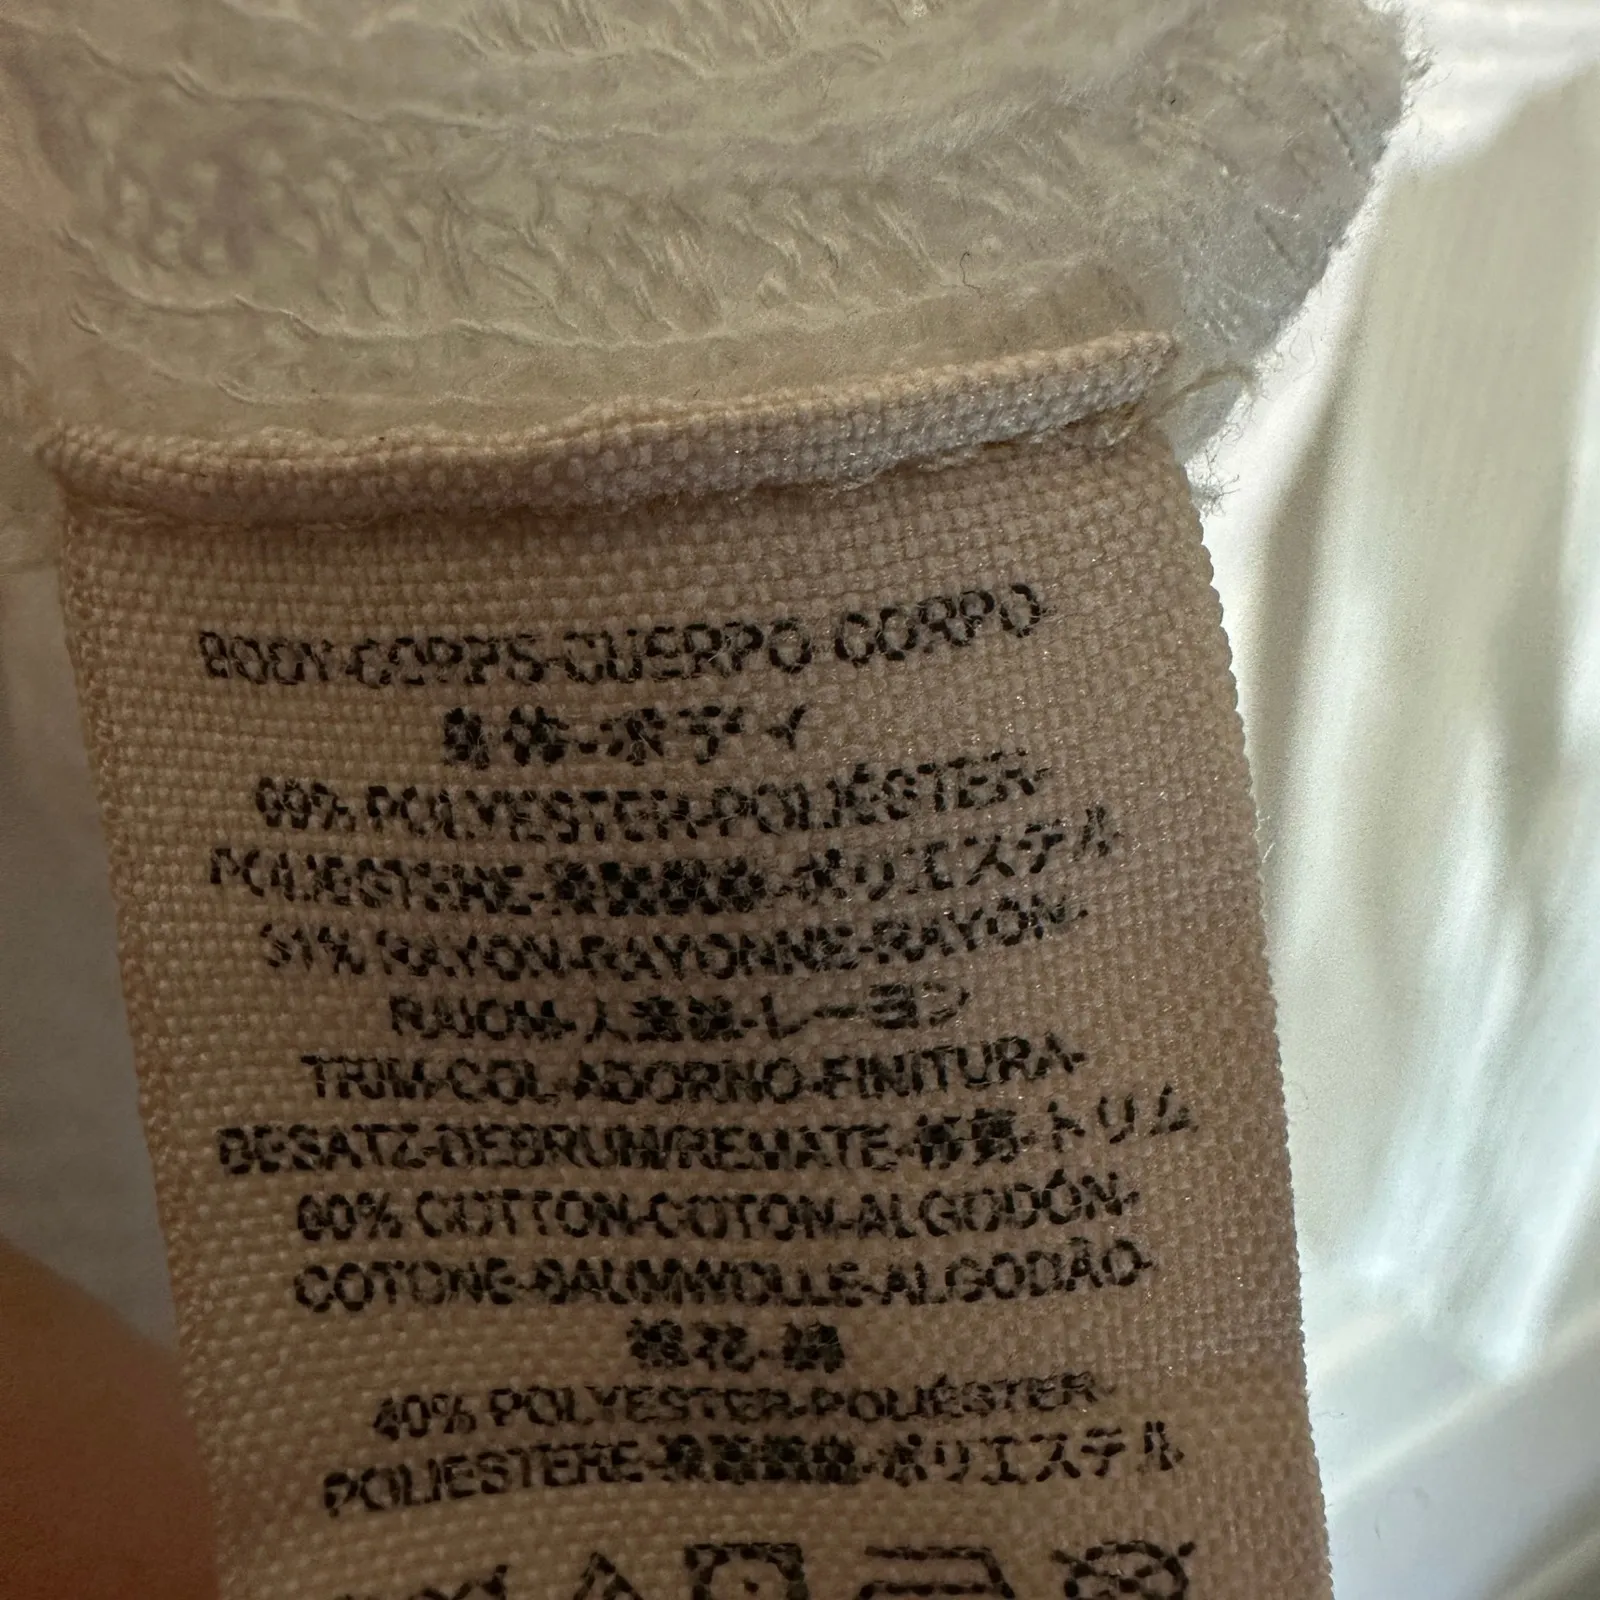 BODY-CORPS-CUERPO-CORPO-
身体-ボディ
69% POLYESTER-POLIÉSTER-
POLIESTERE-聚酯纖維-ポリエステル
31% RAYON-RAYONNE-RAYÓN-
RAIOM-人造絲-レーヨン
TRIM-COL-ADORNO-FINITURA-
BESATZ-DEBRUM/REMATE-修剪-トリム
60% COTTON-COTON-ALGODÓN-
COTONE-BAUMWOLLE-ALGODÃO-
棉花-綿
40% POLYESTER-POLIÉSTER-
POLIESTERE-聚酯纖維-ポリエステル